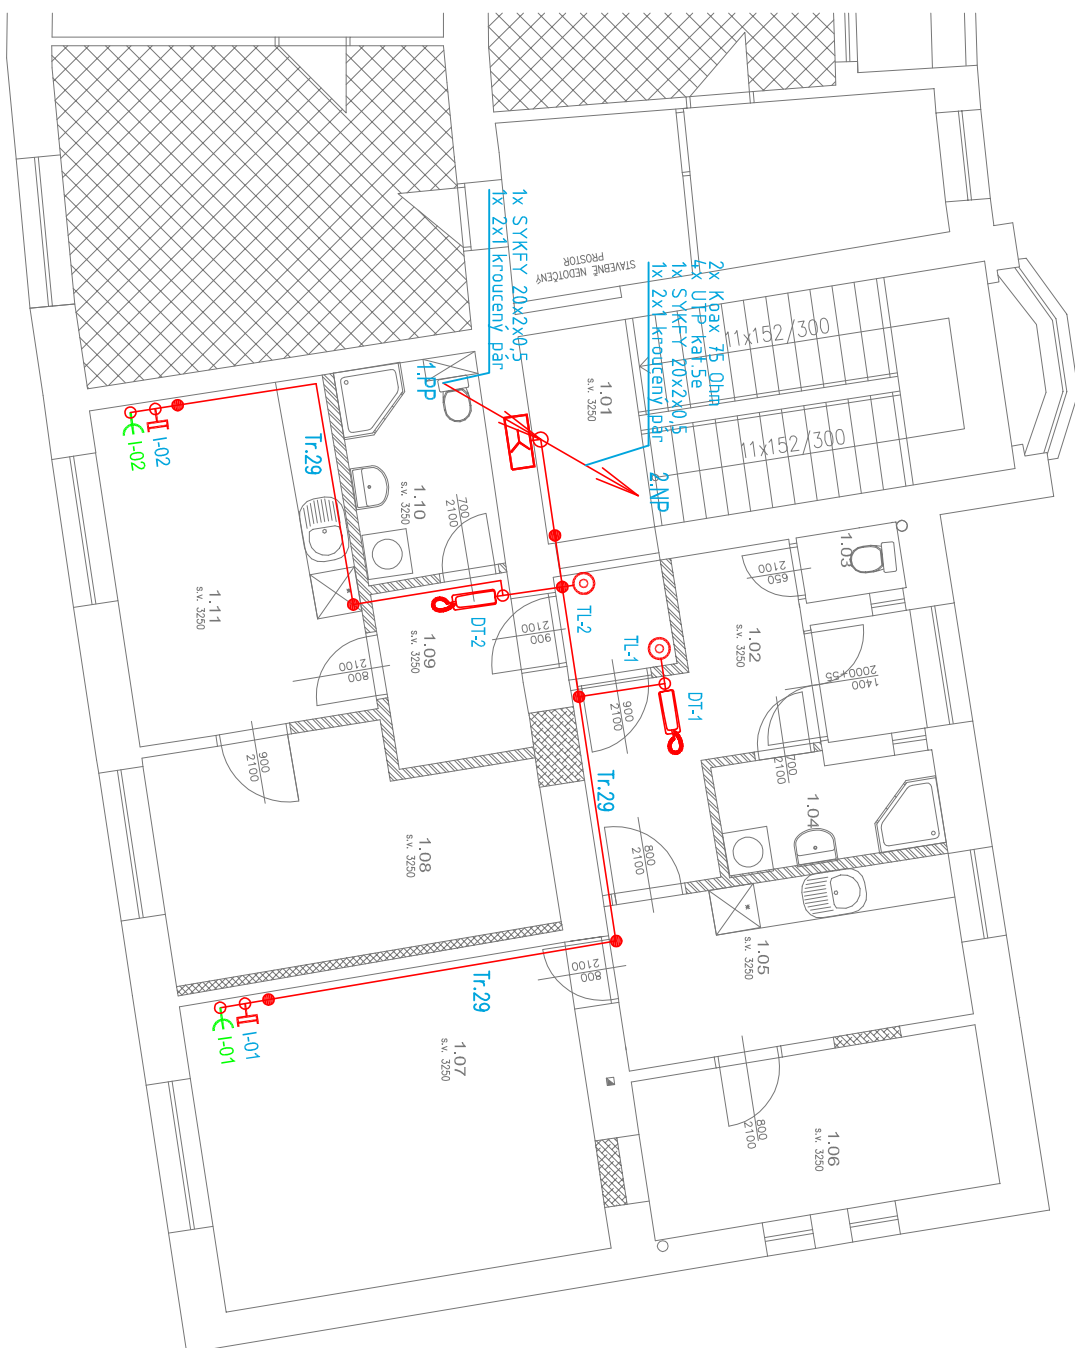 1x SYKFY 20x2x0,5
1x 2x1 kroucený pár
1.PP
2x Koax 75 Ohm
4x UTP kat.5e
1x SYKFY 20x2x0,5
1x 2x1 kroucený pár
2.NP
STAVEBNĚ NEDOTČENÝ
PROSTOR
11x152/300
11x152/300
1.01
s.v. 3250
1.02
s.v. 3250
1.03
1.04
1.05
s.v. 3250
1.06
s.v. 3250
1.07
s.v. 3250
1.08
s.v. 3250
1.09
s.v. 3250
1.10
s.v. 3250
1.11
s.v. 3250
Tr.29
Tr.29
Tr.29
I-02
I-02
I-01
I-01
DT-2
TL-2
TL-1
DT-1
700
2100
650
2100
900
2100
900
2100
800
2100
900
2100
700
2100
1400
2000+55
800
2100
800
2100
800
2100